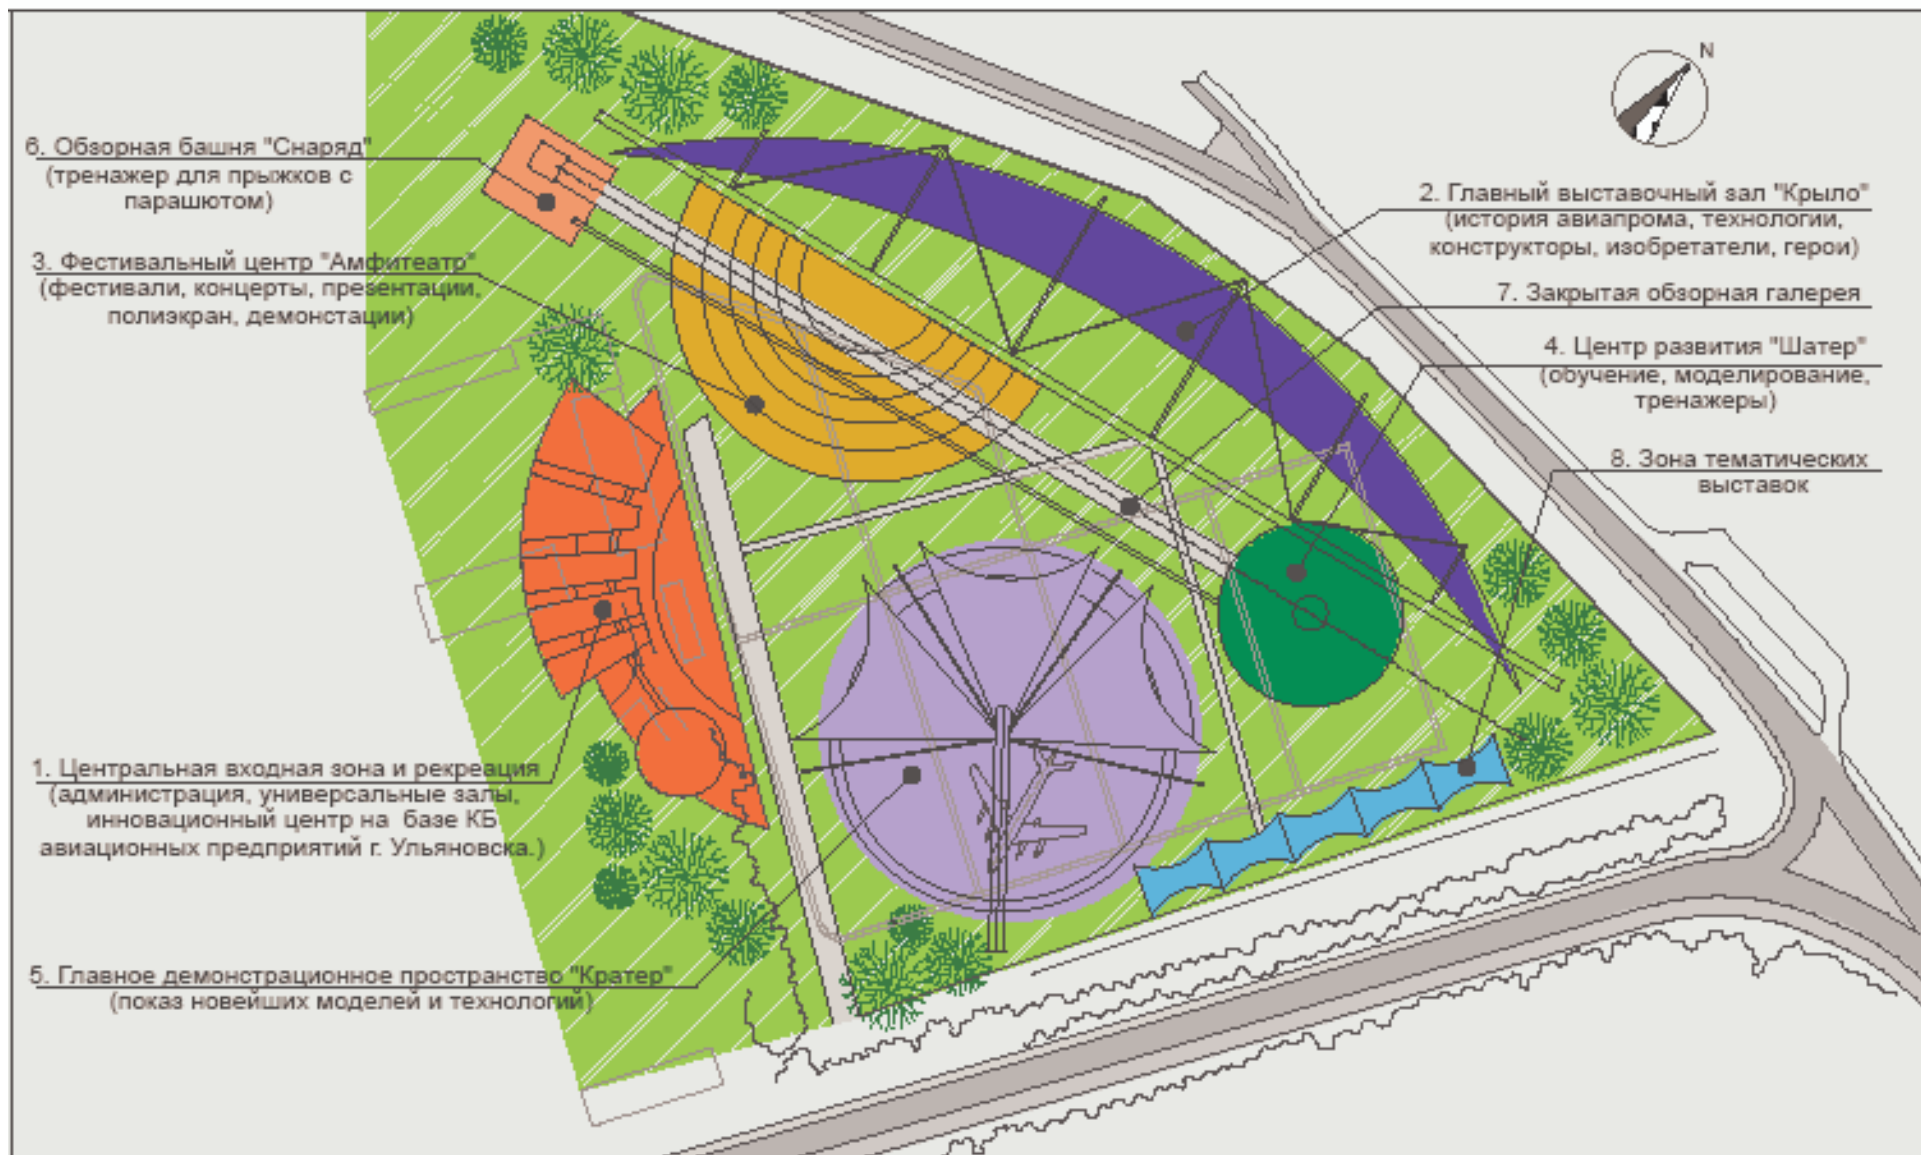 N
6. Обзорная башня "Снаряд"
(тренажер для прыжков с
парашютом)
3. Фестивальный центр "Амфитеатр"
(фестивали, концерты, презентации,
полиэкран, демонстации)
1. Центральная входная зона и рекреация
(администрация, универсальные залы,
инновационный центр на базе КБ
авиационных предприятий г. Ульяновска.)
5. Главное демонстрационное пространство "Кратер"
(показ новейших моделей и технологий)
2. Главный выставочный зал "Крыло"
(история авиапрома, технологии,
конструкторы, изобретатели, герои)
7. Закрытая обзорная галерея
4. Центр развития "Шатер"
(обучение, моделирование,
тренажеры)
8. Зона тематических
выставок